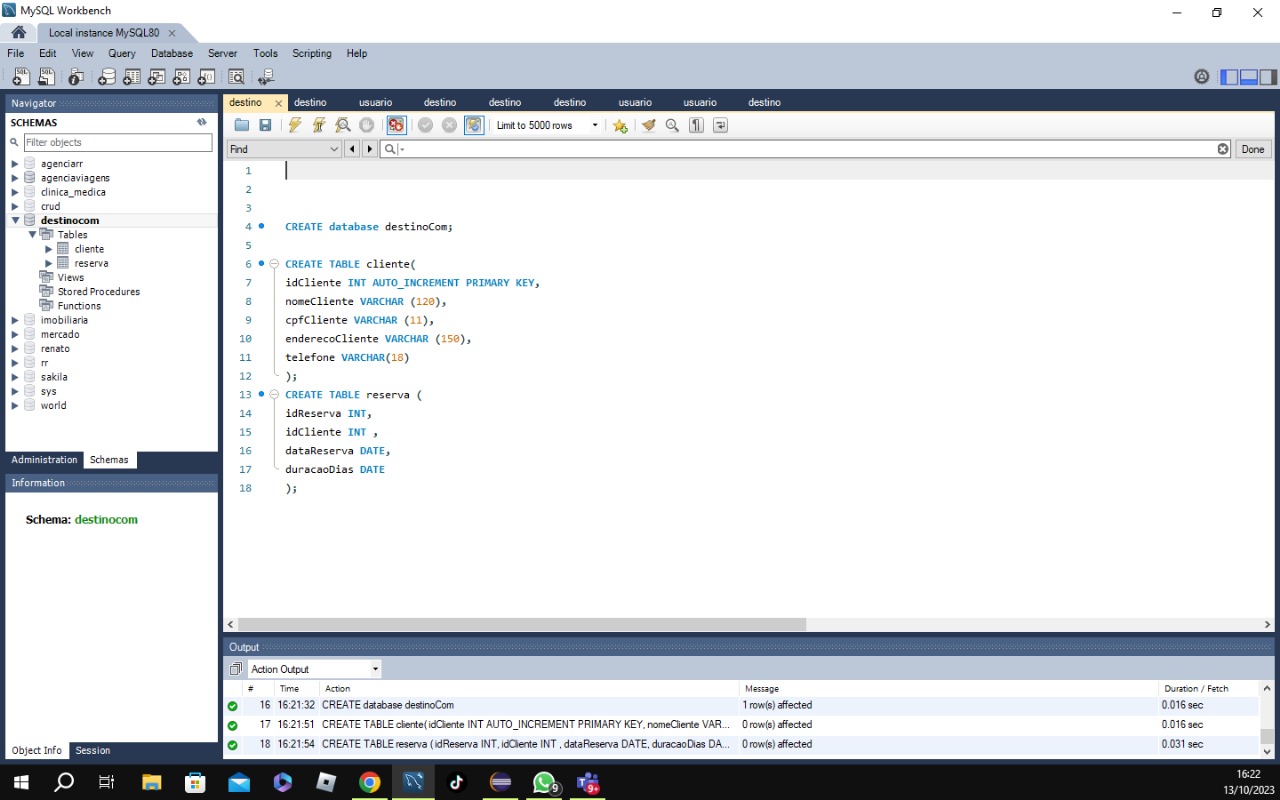 MySQL Workbench
Local instance MySQL80
File Edit View Query Database Server Tools Scripting Help
Navigator
SCHEMAS
Filter objects
agenciarr
agenciaviagens
clinica_medica
crud
destinocom
Tables
cliente
reserva
Views
Stored Procedures
Functions
imobiliaria
mercado
renato
rr
sakila
sys
world
Administration Schemas
Information
Schema: destinocom
Object Info Session
destino destino usuario destino destino destino usuario usuario destino
Limit to 5000 rows
Find Done
1
2
3
4 CREATE database destinoCom;
5
6 CREATE TABLE cliente(
7 idCliente INT AUTO_INCREMENT PRIMARY KEY,
8 nomeCliente VARCHAR (120),
9 cpfCliente VARCHAR (11),
10 enderecoCliente VARCHAR (150),
11 telefone VARCHAR(18)
12 );
13 CREATE TABLE reserva (
14 idReserva INT,
15 idCliente INT ,
16 dataReserva DATE,
17 duracaoDias DATE
18 );
Output
Action Output
# Time Action Message Duration / Fetch
16 16:21:32 CREATE database destinoCom 1 row(s) affected 0.016 sec
17 16:21:51 CREATE TABLE cliente( idCliente INT AUTO_INCREMENT PRIMARY KEY, nomeCliente VAR... 0 row(s) affected 0.016 sec
18 16:21:54 CREATE TABLE reserva ( idReserva INT, idCliente INT , dataReserva DATE, duracaoDias DA... 0 row(s) affected 0.031 sec
9
9+
16:22
13/10/2023